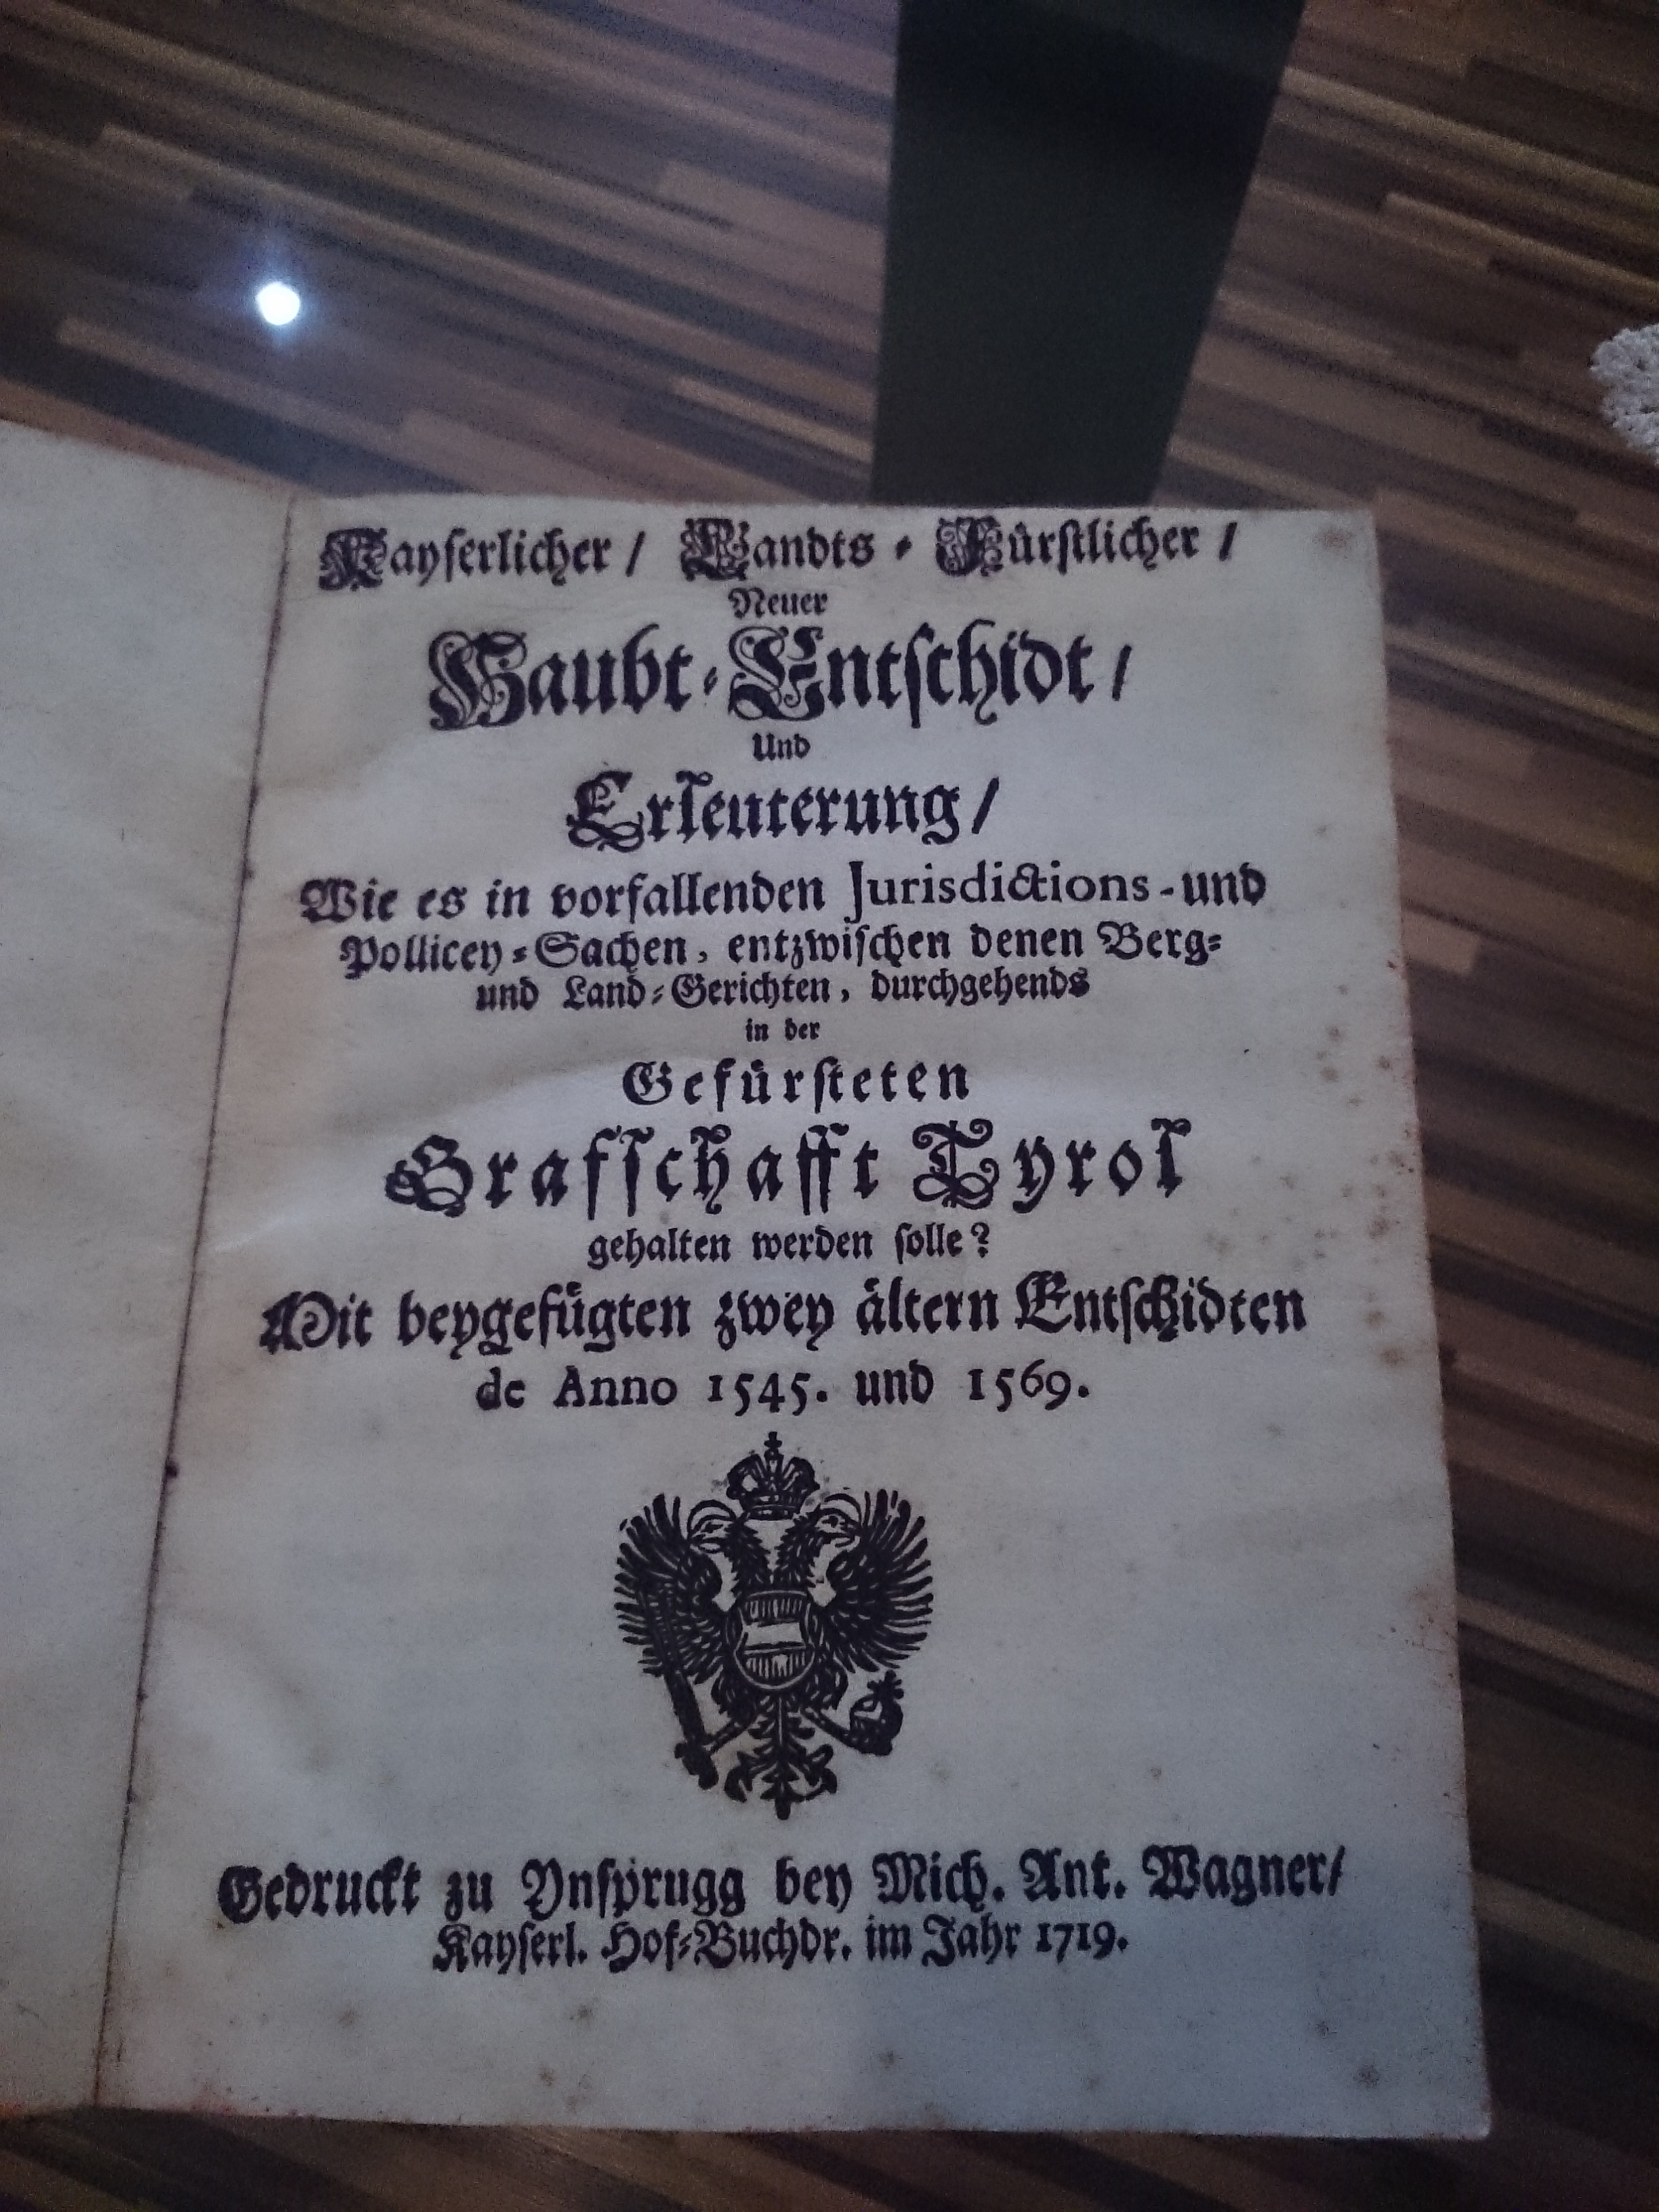 Kayserlicher / Landts-Fürstlicher /
Neuer
Haubt-Entschidt /
Und
Erleuterung /
Wie es in vorfallenden Jurisdictions- und
Pollicey-Sachen, entzwischen denen Berg-
und Land-Gerichten, durchgehends
in der
Gefürsteten
Grafschafft Tyrol
gehalten werden solle?
Mit beygefügten zwey ältern Entschidten
de Anno 1545. und 1569.
Gedruckt zu Ynsprugg bey Mich. Ant. Wagner/
Kayserl. Hof-Buchdr. im Jahr 1719.